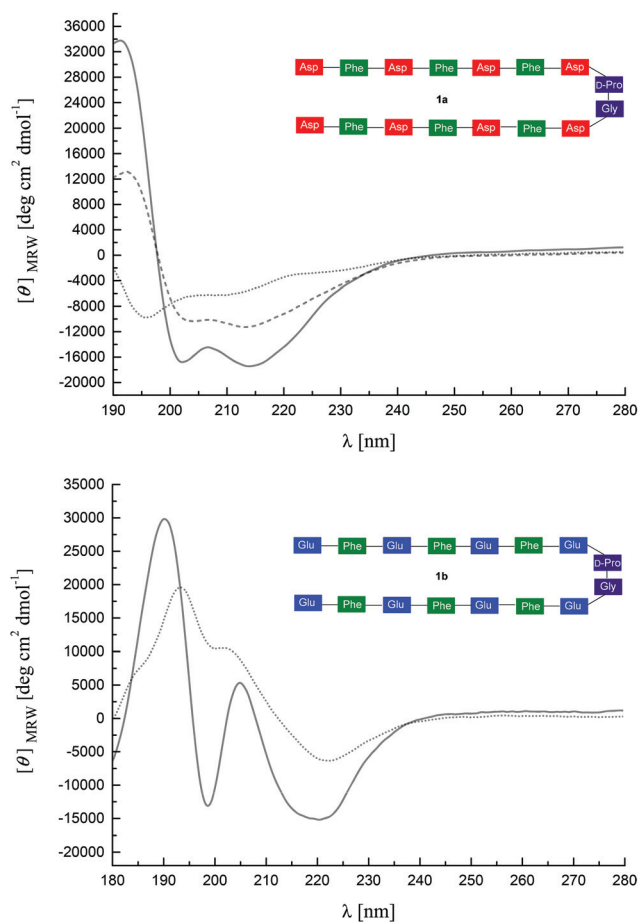 36000
32000
28000
24000
20000
16000
12000
8000
4000
0
-4000
-8000
-12000
-16000
-20000
[θ] MRW [deg cm² dmol⁻¹]
Asp Phe Asp Phe Asp Phe Asp
D-Pro
1a
Gly
Asp Phe Asp Phe Asp Phe Asp
190 200 210 220 230 240 250 260 270 280
λ [nm]
35000
30000
25000
20000
15000
10000
5000
0
-5000
-10000
-15000
-20000
[θ] MRW [deg cm² dmol⁻¹]
Glu Phe Glu Phe Glu Phe Glu
D-Pro
1b
Gly
Glu Phe Glu Phe Glu Phe Glu
180 190 200 210 220 230 240 250 260 270 280
λ [nm]